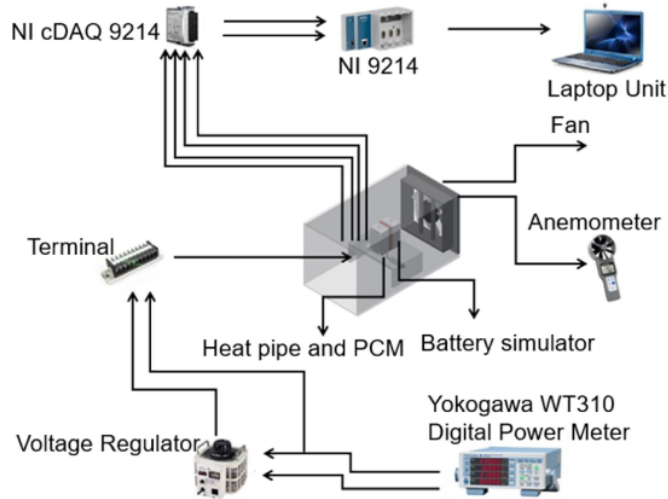 NI cDAQ 9214
NI 9214
Laptop Unit
Fan
Anemometer
Terminal
Heat pipe and PCM
Battery simulator
Yokogawa WT310
Digital Power Meter
Voltage Regulator